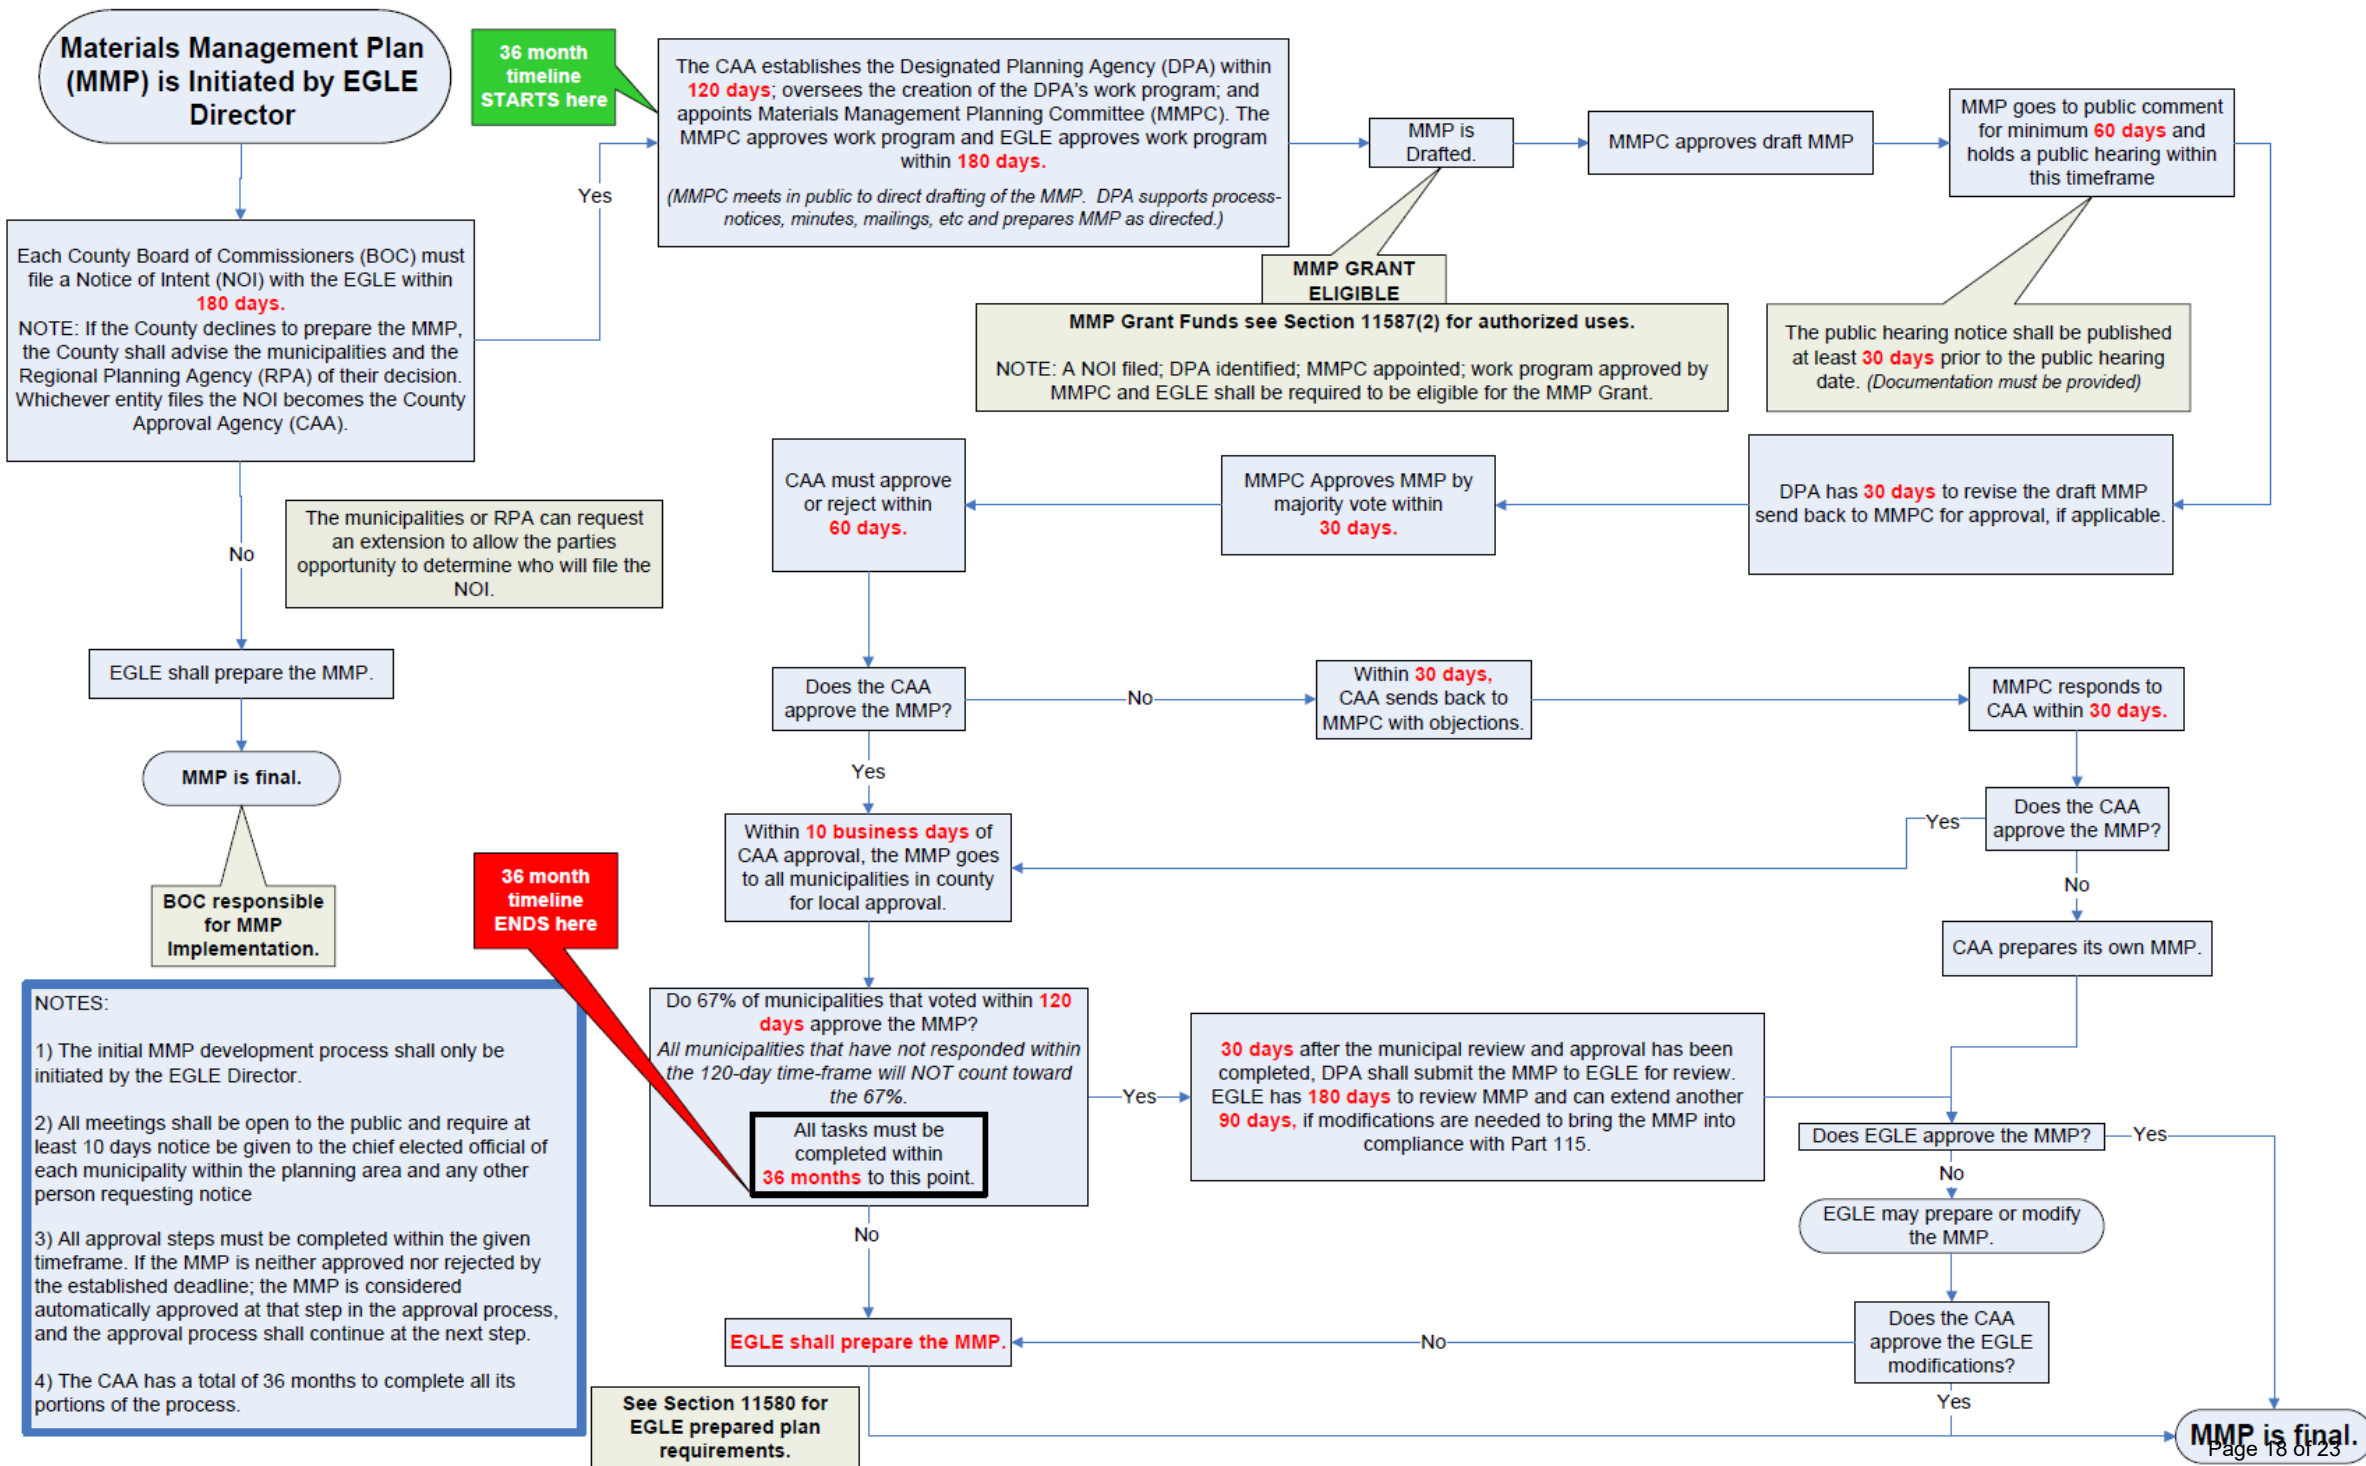 Materials Management Plan
(MMP) is Initiated by EGLE
Director
36 month
timeline
STARTS here
The CAA establishes the Designated Planning Agency (DPA) within
120 days; oversees the creation of the DPA's work program; and
appoints Materials Management Planning Committee (MMPC). The
MMPC approves work program and EGLE approves work program
within 180 days.
(MMPC meets in public to direct drafting of the MMP. DPA supports process-
notices, minutes, mailings, etc and prepares MMP as directed.)
MMP is
Drafted.
MMPC approves draft MMP
MMP goes to public comment
for minimum 60 days and
holds a public hearing within
this timeframe
Yes
Each County Board of Commissioners (BOC) must
file a Notice of Intent (NOI) with the EGLE within
180 days.
NOTE: If the County declines to prepare the MMP,
the County shall advise the municipalities and the
Regional Planning Agency (RPA) of their decision.
Whichever entity files the NOI becomes the County
Approval Agency (CAA).
MMP GRANT
ELIGIBLE
MMP Grant Funds see Section 11587(2) for authorized uses.
NOTE: A NOI filed; DPA identified; MMPC appointed; work program approved by
MMPC and EGLE shall be required to be eligible for the MMP Grant.
The public hearing notice shall be published
at least 30 days prior to the public hearing
date. (Documentation must be provided)
CAA must approve
or reject within
60 days.
MMPC Approves MMP by
majority vote within
30 days.
DPA has 30 days to revise the draft MMP
send back to MMPC for approval, if applicable.
No
The municipalities or RPA can request
an extension to allow the parties
opportunity to determine who will file the
NOI.
EGLE shall prepare the MMP.
Does the CAA
approve the MMP?
No
Within 30 days,
CAA sends back to
MMPC with objections.
MMPC responds to
CAA within 30 days.
MMP is final.
Yes
Does the CAA
approve the MMP?
Yes
No
Within 10 business days of
CAA approval, the MMP goes
to all municipalities in county
for local approval.
BOC responsible
for MMP
Implementation.
36 month
timeline
ENDS here
CAA prepares its own MMP.
NOTES:
1) The initial MMP development process shall only be
initiated by the EGLE Director.
2) All meetings shall be open to the public and require at
least 10 days notice be given to the chief elected official of
each municipality within the planning area and any other
person requesting notice
3) All approval steps must be completed within the given
timeframe. If the MMP is neither approved nor rejected by
the established deadline; the MMP is considered
automatically approved at that step in the approval process,
and the approval process shall continue at the next step.
4) The CAA has a total of 36 months to complete all its
portions of the process.
Do 67% of municipalities that voted within 120
days approve the MMP?
All municipalities that have not responded within
the 120-day time-frame will NOT count toward
the 67%.
All tasks must be
completed within
36 months to this point.
Yes
30 days after the municipal review and approval has been
completed, DPA shall submit the MMP to EGLE for review.
EGLE has 180 days to review MMP and can extend another
90 days, if modifications are needed to bring the MMP into
compliance with Part 115.
Does EGLE approve the MMP?
Yes
No
EGLE may prepare or modify
the MMP.
No
EGLE shall prepare the MMP.
No
Does the CAA
approve the EGLE
modifications?
Yes
See Section 11580 for
EGLE prepared plan
requirements.
MMP is final.
Page 18 of 23